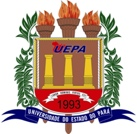 UEPA
1993
UNIVERSIDADE DO ESTADO DO PARÁ